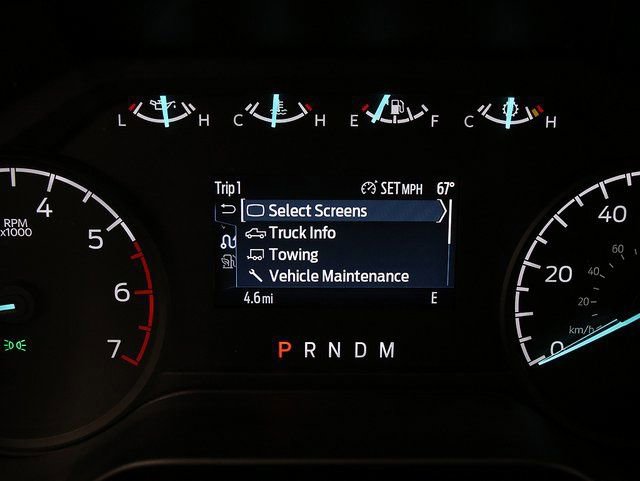 L H C H E F C H
Trip 1 SET MPH 67°
Select Screens
Truck Info
Towing
Vehicle Maintenance
4.6 mi E
P R N D M
RPM
x1000
4
5
6
7
40
20
0
60
40
20
km/h